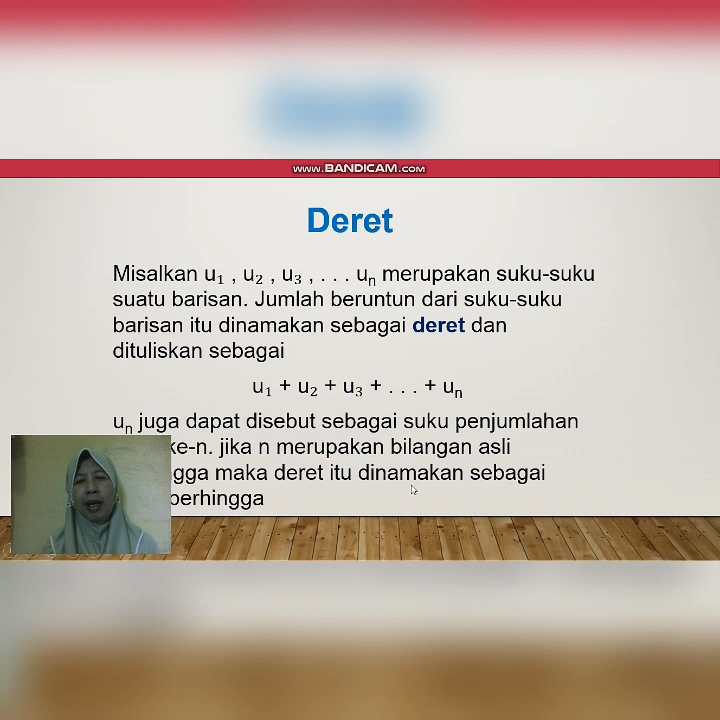 www.BANDICAM.com
Deret
Misalkan u₁ , u₂ , u₃ , . . . uₙ merupakan suku-suku
suatu barisan. Jumlah beruntun dari suku-suku
barisan itu dinamakan sebagai deret dan
dituliskan sebagai
u₁ + u₂ + u₃ + . . . + uₙ
uₙ juga dapat disebut sebagai suku penjumlahan
ke-n. jika n merupakan bilangan asli
maka deret itu dinamakan sebagai
berhingga